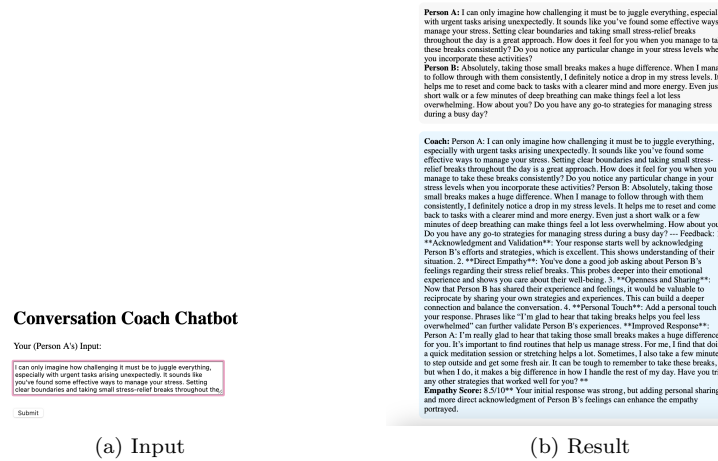 Conversation Coach Chatbot
Your (Person A's) Input:
I can only imagine how challenging it must be to juggle everything,
especially with urgent tasks arising unexpectedly. It sounds like
you've found some effective ways to manage your stress. Setting
clear boundaries and taking small stress-relief breaks throughout the
Submit
(a) Input
Person A: I can only imagine how challenging it must be to juggle everything, especial
with urgent tasks arising unexpectedly. It sounds like you've found some effective ways
manage your stress. Setting clear boundaries and taking small stress-relief breaks
throughout the day is a great approach. How does it feel for you when you manage to ta
these breaks consistently? Do you notice any particular change in your stress levels whe
you incorporate these activities?
Person B: Absolutely, taking those small breaks makes a huge difference. When I mana
to follow through with them consistently, I definitely notice a drop in my stress levels. It
helps me to reset and come back to tasks with a clearer mind and more energy. Even jus
short walk or a few minutes of deep breathing can make things feel a lot less
overwhelming. How about you? Do you have any go-to strategies for managing stress
during a busy day?
Coach: Person A: I can only imagine how challenging it must be to juggle everything,
especially with urgent tasks arising unexpectedly. It sounds like you've found some
effective ways to manage your stress. Setting clear boundaries and taking small stress-
relief breaks throughout the day is a great approach. How does it feel for you when you
manage to take these breaks consistently? Do you notice any particular change in your
stress levels when you incorporate these activities? Person B: Absolutely, taking those
small breaks makes a huge difference. When I manage to follow through with them
consistently, I definitely notice a drop in my stress levels. It helps me to reset and come
back to tasks with a clearer mind and more energy. Even just a short walk or a few
minutes of deep breathing can make things feel a lot less overwhelming. How about you
Do you have any go-to strategies for managing stress during a busy day? --- Feedback:
**Acknowledgment and Validation**: Your response starts well by acknowledging
Person B's efforts and strategies, which is excellent. This shows understanding of their
situation. 2. **Direct Empathy**: You've done a good job asking about Person B's
feelings regarding their stress relief breaks. This probes deeper into their emotional
experience and shows you care about their well-being. 3. **Openness and Sharing**:
Now that Person B has shared their experience and feelings, it would be valuable to
reciprocate by sharing your own strategies and experiences. This can build a deeper
connection and balance the conversation. 4. **Personal Touch**: Add a personal touch
your response. Phrases like "I'm glad to hear that taking breaks helps you feel less
overwhelmed" can further validate Person B's experiences. **Improved Response**:
Person A: I'm really glad to hear that taking those small breaks makes a huge difference
for you. It's important to find routines that help us manage stress. For me, I find that doi
a quick meditation session or stretching helps a lot. Sometimes, I also take a few minute
to step outside and get some fresh air. It can be tough to remember to take these breaks,
but when I do, it makes a big difference in how I handle the rest of my day. Have you tri
any other strategies that worked well for you? **
Empathy Score: 8.5/10** Your initial response was strong, but adding personal sharing
and more direct acknowledgment of Person B's feelings can enhance the empathy
portrayed.
(b) Result